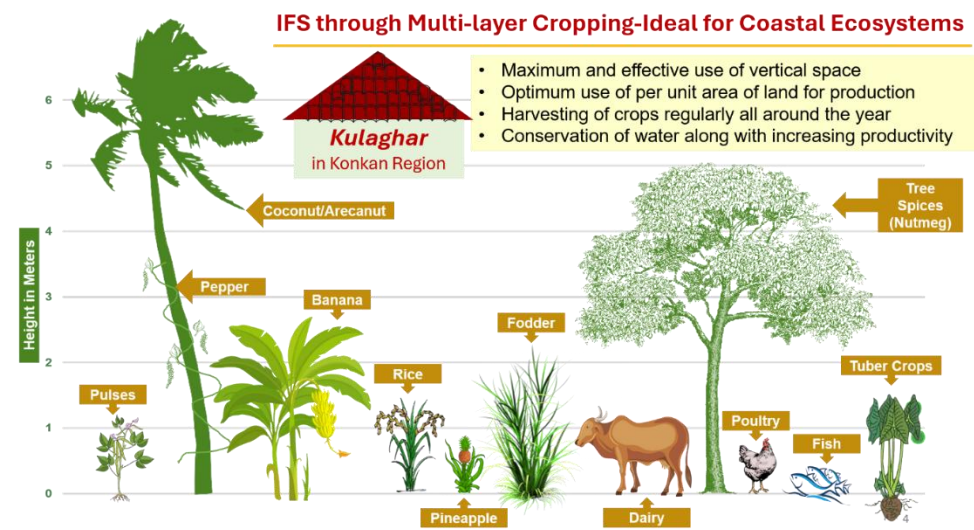 IFS through Multi-layer Cropping-Ideal for Coastal Ecosystems
• Maximum and effective use of vertical space
• Optimum use of per unit area of land for production
• Harvesting of crops regularly all around the year
• Conservation of water along with increasing productivity
Kulaghar
in Konkan Region
Height in Meters
6
5
4
3
2
1
0
Coconut/Arecanut
Tree
Spices
(Nutmeg)
Pepper
Banana
Fodder
Rice
Tuber Crops
Pulses
Poultry
Fish
Pineapple
Dairy
4